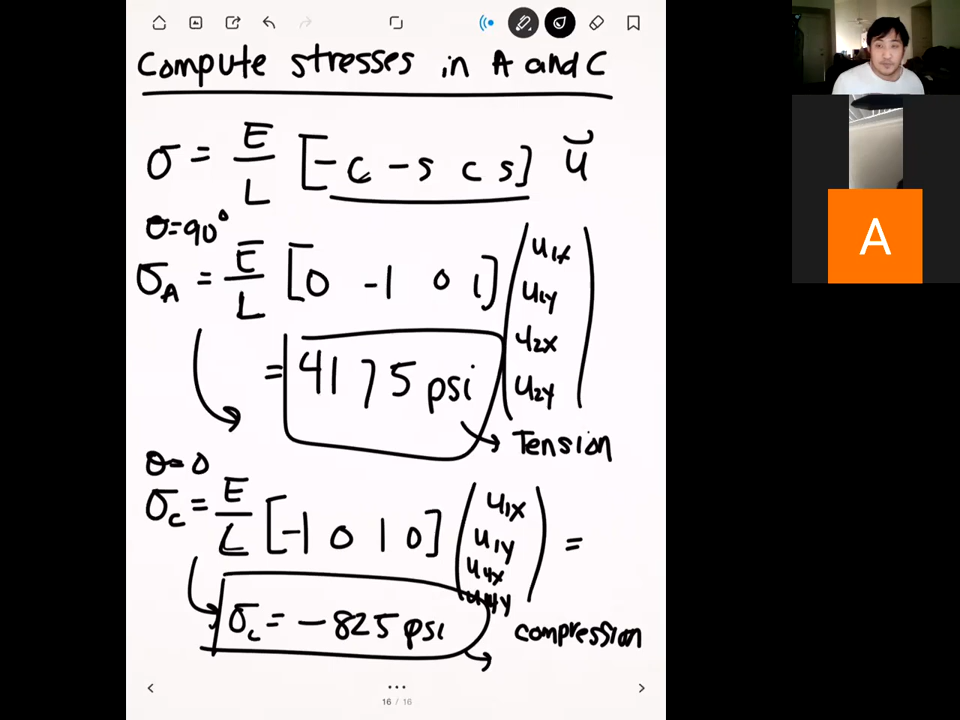 Compute stresses in A and C
σ = E/L [-c -s c s] ŭ
θ=90°
σA = E/L [0 -1 0 1] (u1x u1y u2x u2y)
= 4175 psi
Tension
θ=0
σc = E/L [-1 0 1 0] (u1x u1y u4x u4y) =
σc = -825 psi
compression
16 / 16
A